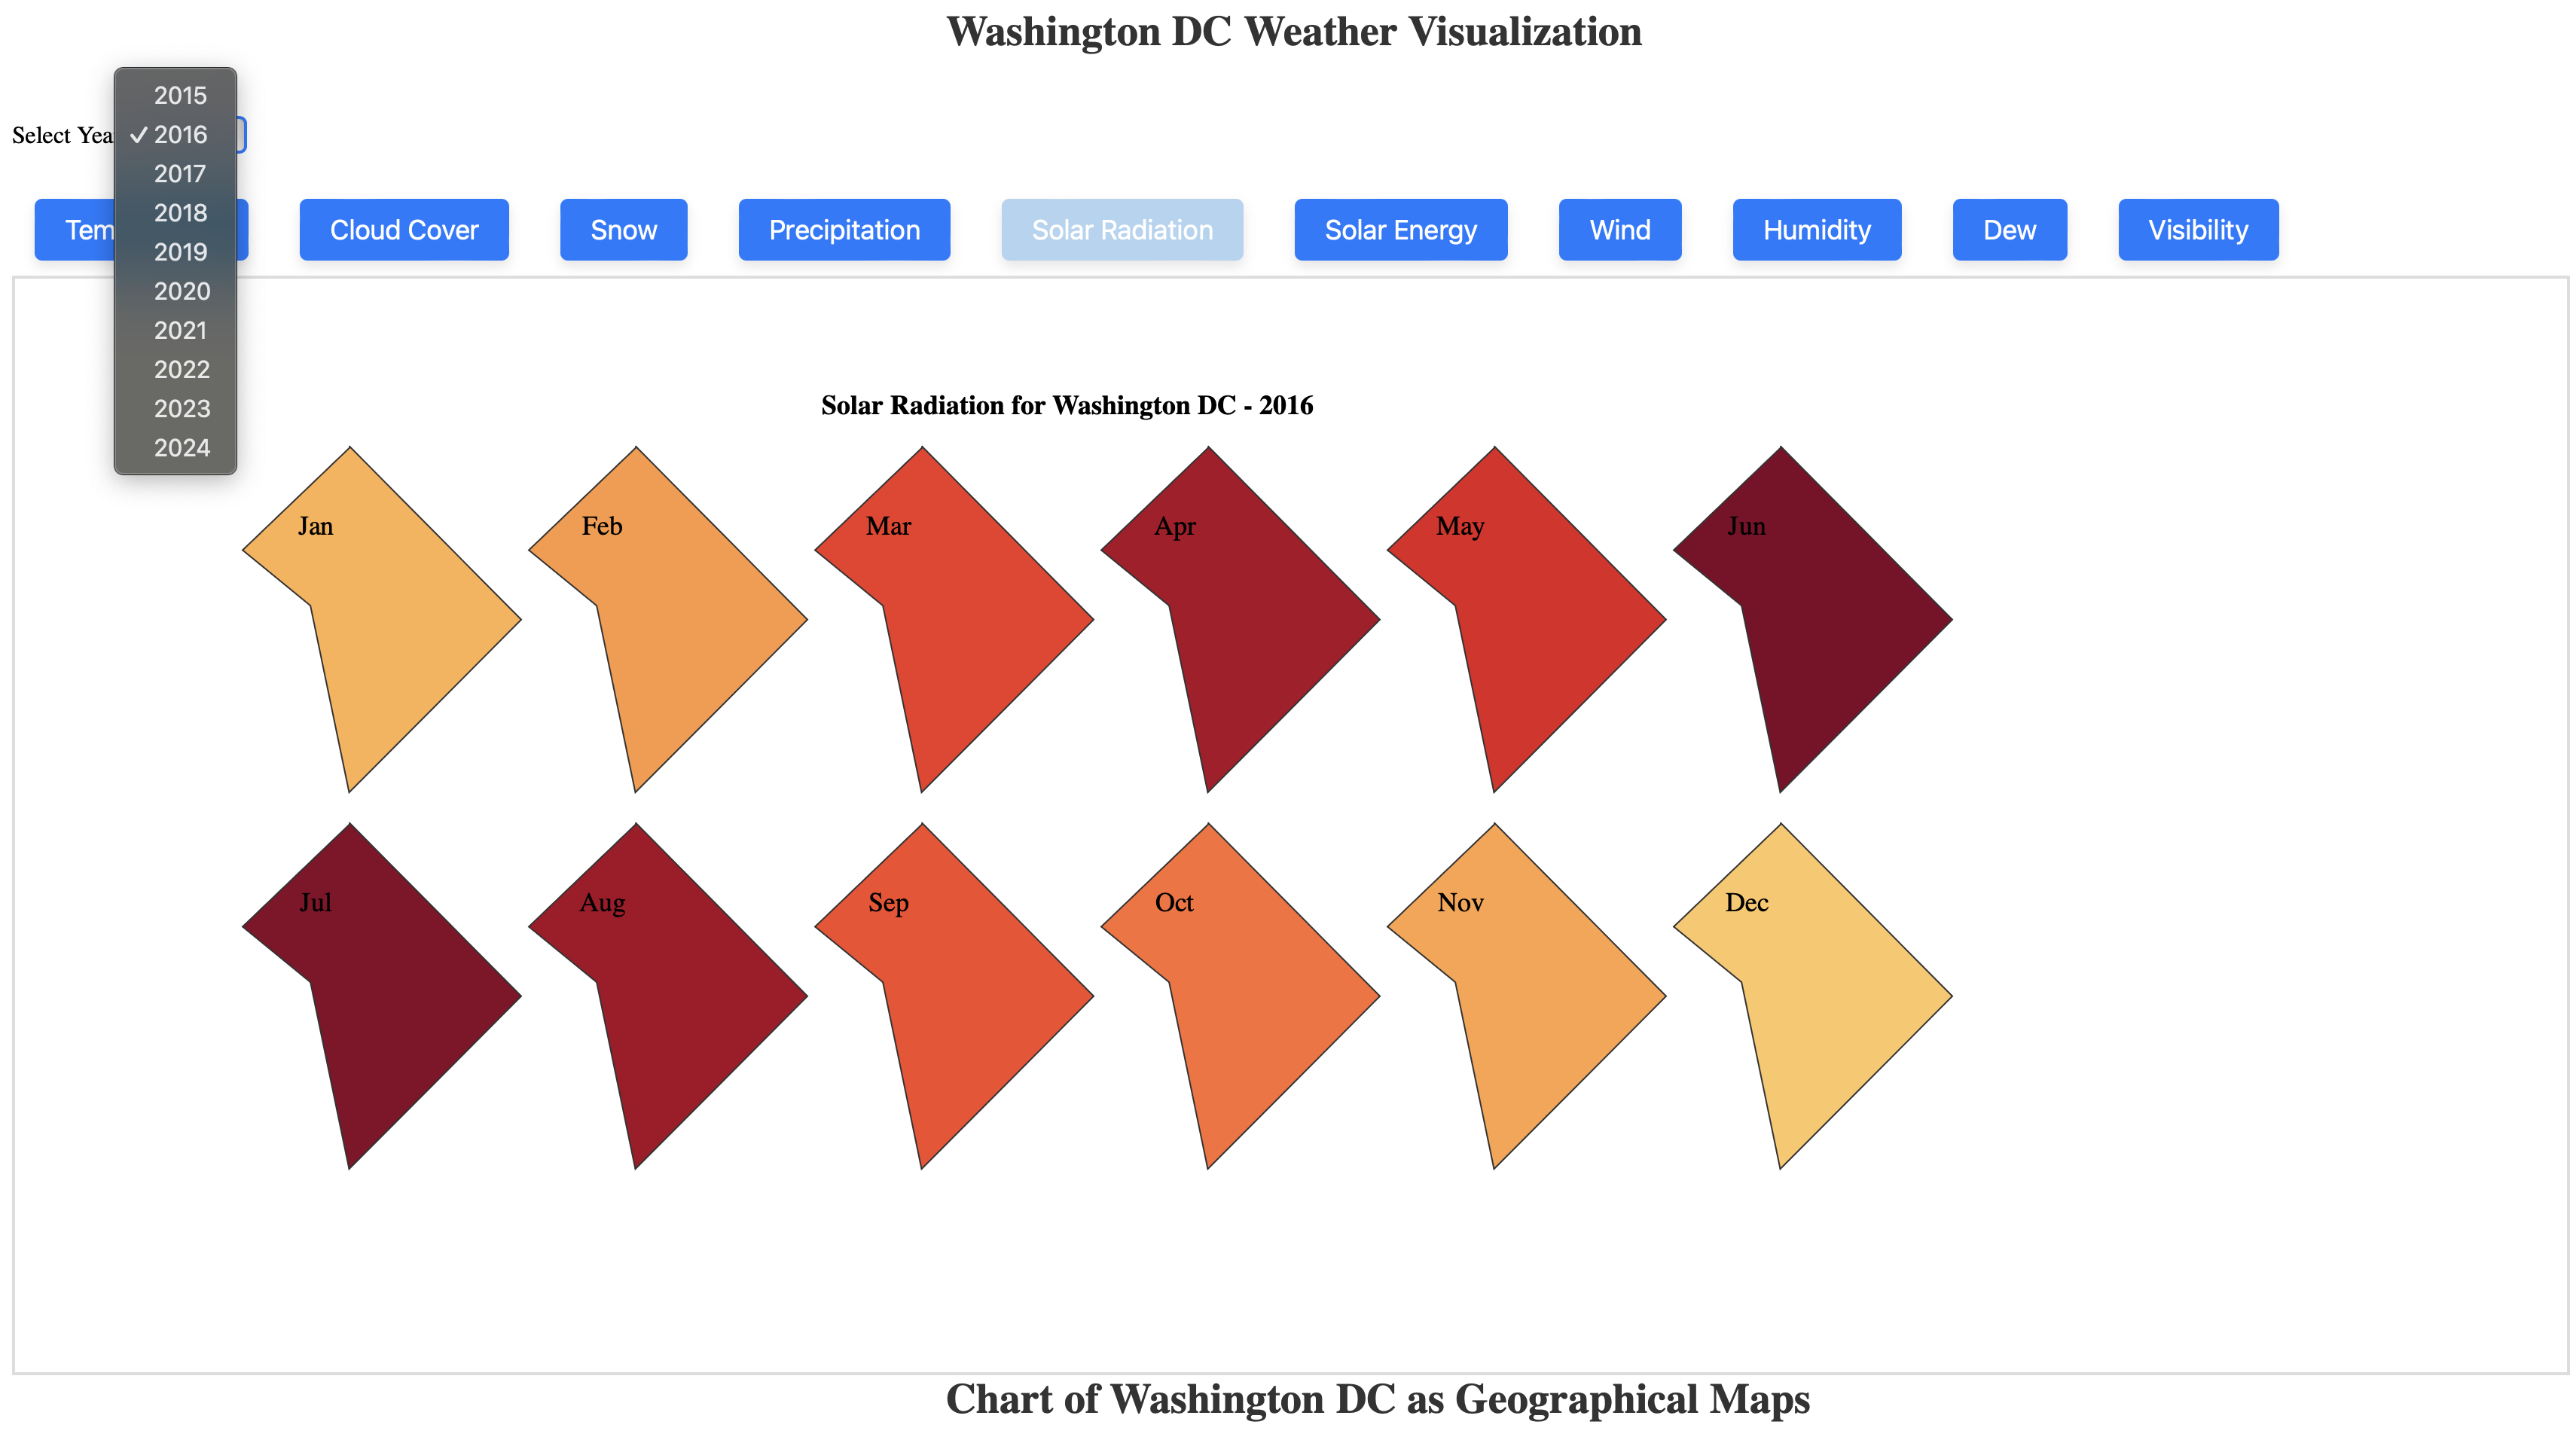 Washington DC Weather Visualization
2015
Select Yea ✓ 2016
2017
2018
2019
2020
2021
2022
2023
2024
Tem Cloud Cover Snow Precipitation Solar Radiation Solar Energy Wind Humidity Dew Visibility
Solar Radiation for Washington DC - 2016
Jan Feb Mar Apr May Jun
Jul Aug Sep Oct Nov Dec
Chart of Washington DC as Geographical Maps